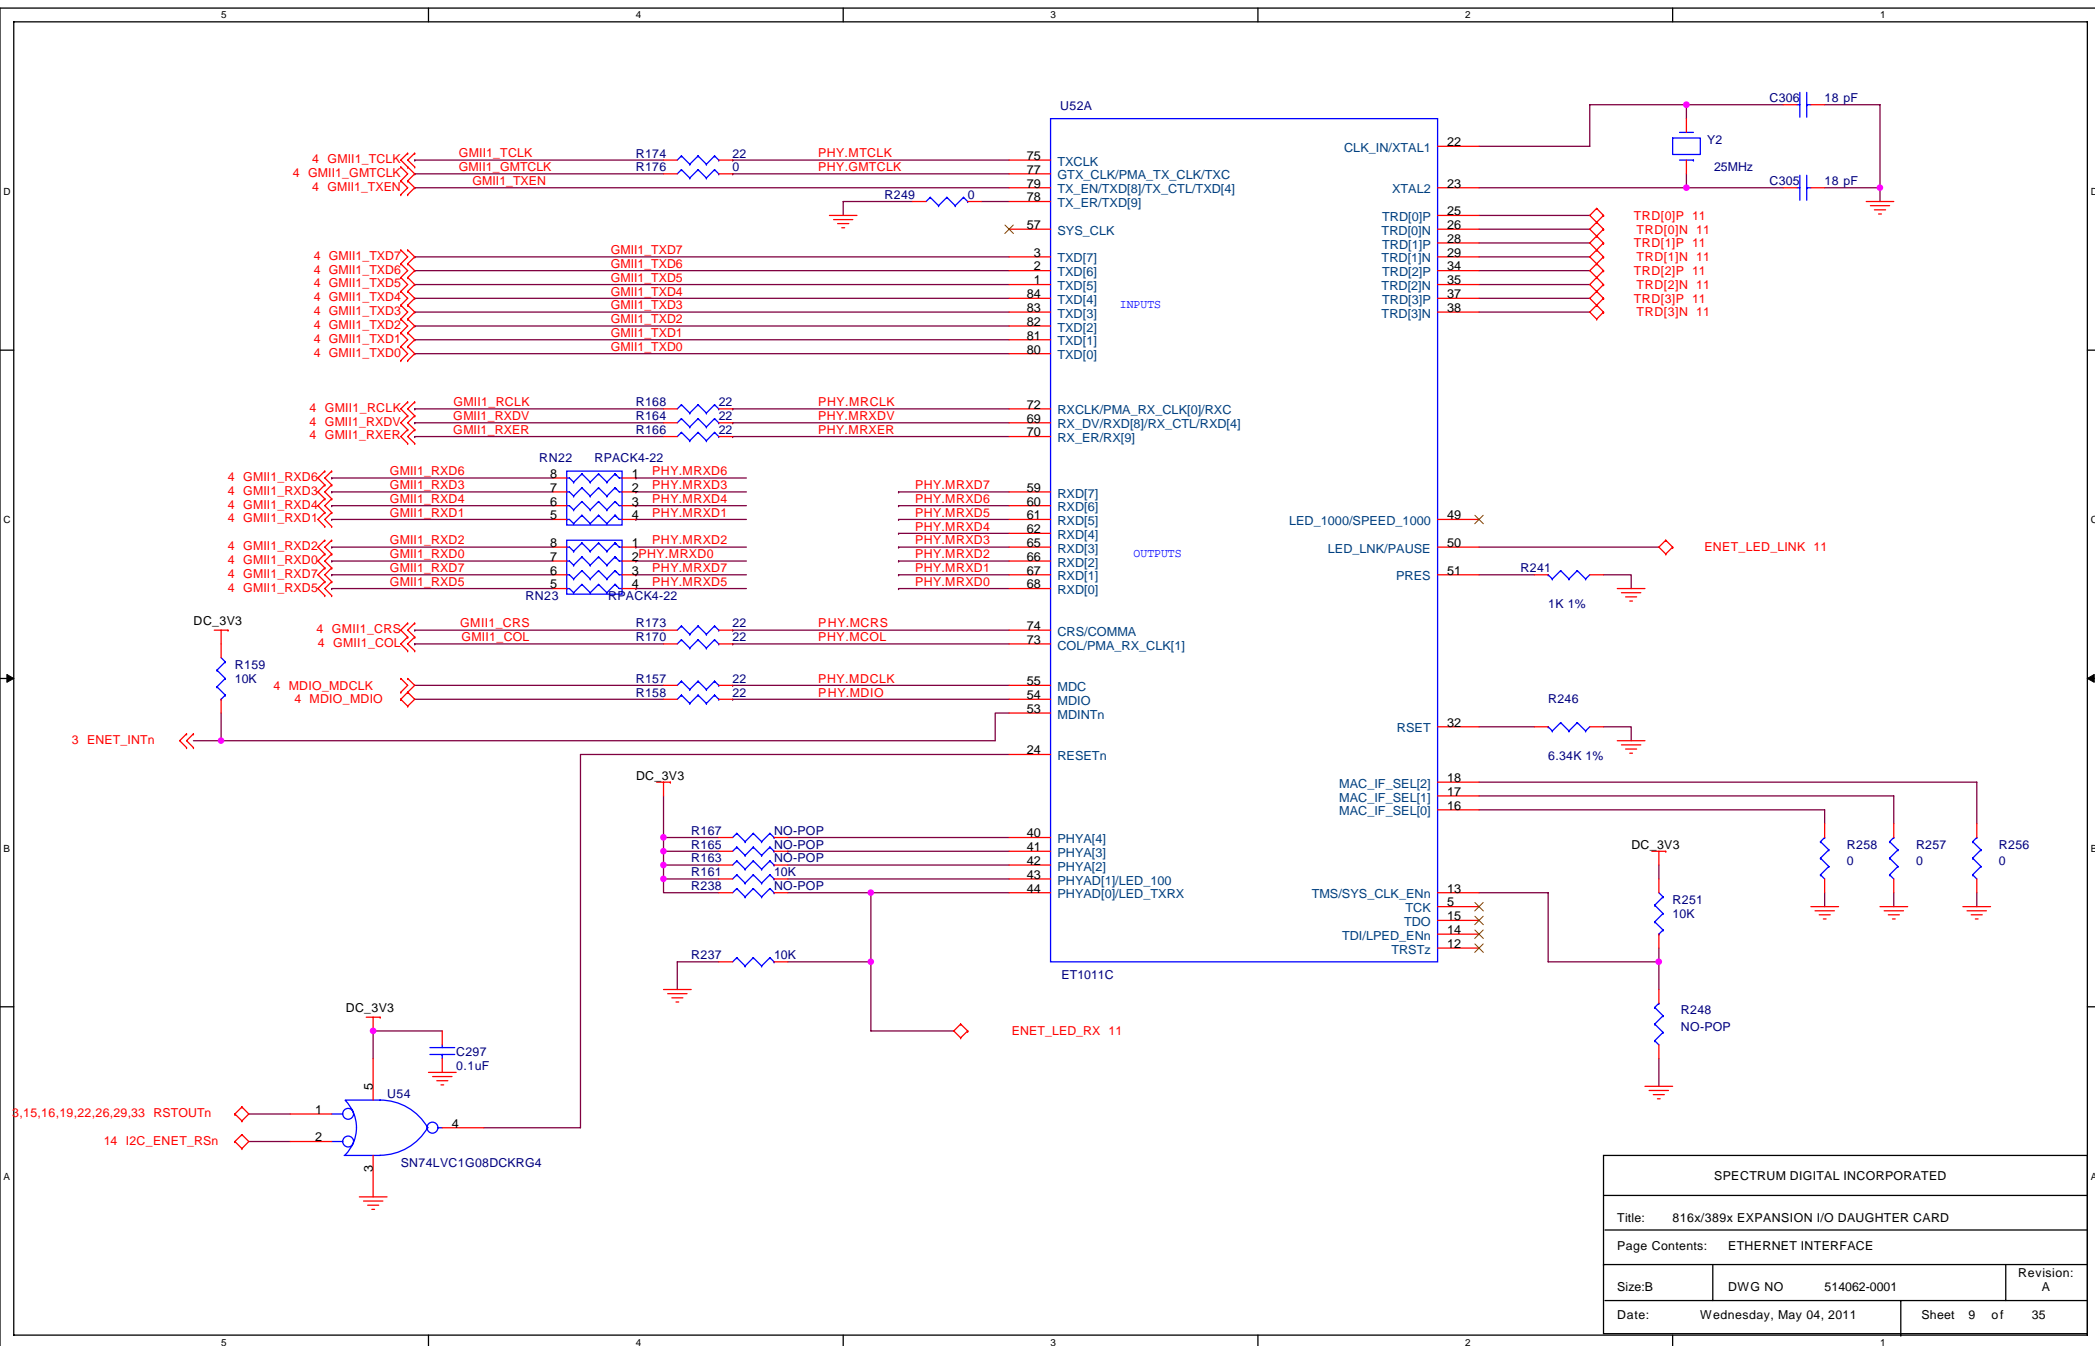 5 4 3 2 1
U52A
4 GMII1_TCLK GMII1_TCLK R174 22 PHY.MTCLK 75 TXCLK
4 GMII1_GMTCLK GMII1_GMTCLK R176 0 PHY.GMTCLK 77 GTX_CLK/PMA_TX_CLK/TXC
4 GMII1_TXEN GMII1_TXEN 79 TX_EN/TXD[8]/TX_CTL/TXD[4]
R249 0 78 TX_ER/TXD[9]
57 SYS_CLK
4 GMII1_TXD7 GMII1_TXD7 3 TXD[7]
4 GMII1_TXD6 GMII1_TXD6 2 TXD[6]
4 GMII1_TXD5 GMII1_TXD5 1 TXD[5]
4 GMII1_TXD4 GMII1_TXD4 84 TXD[4]
4 GMII1_TXD3 GMII1_TXD3 83 TXD[3]
4 GMII1_TXD2 GMII1_TXD2 82 TXD[2]
4 GMII1_TXD1 GMII1_TXD1 81 TXD[1]
4 GMII1_TXD0 GMII1_TXD0 80 TXD[0]
INPUTS
4 GMII1_RCLK GMII1_RCLK R168 22 PHY.MRCLK 72 RXCLK/PMA_RX_CLK[0]/RXC
4 GMII1_RXDV GMII1_RXDV R164 22 PHY.MRXDV 69 RX_DV/RXD[8]/RX_CTL/RXD[4]
4 GMII1_RXER GMII1_RXER R166 22 PHY.MRXER 70 RX_ER/RX[9]
RN22 RPACK4-22
4 GMII1_RXD6 GMII1_RXD6 8 1 PHY.MRXD6
4 GMII1_RXD3 GMII1_RXD3 7 2 PHY.MRXD3
4 GMII1_RXD4 GMII1_RXD4 6 3 PHY.MRXD4
4 GMII1_RXD1 GMII1_RXD1 5 4 PHY.MRXD1
4 GMII1_RXD2 GMII1_RXD2 8 1 PHY.MRXD2
4 GMII1_RXD0 GMII1_RXD0 7 2 PHY.MRXD0
4 GMII1_RXD7 GMII1_RXD7 6 3 PHY.MRXD7
4 GMII1_RXD5 GMII1_RXD5 5 4 PHY.MRXD5
RN23 RPACK4-22
PHY.MRXD7 59 RXD[7]
PHY.MRXD6 60 RXD[6]
PHY.MRXD5 61 RXD[5]
PHY.MRXD4 62 RXD[4]
PHY.MRXD3 65 RXD[3]
PHY.MRXD2 66 RXD[2]
PHY.MRXD1 67 RXD[1]
PHY.MRXD0 68 RXD[0]
OUTPUTS
4 GMII1_CRS GMII1_CRS R173 22 PHY.MCRS 74 CRS/COMMA
4 GMII1_COL GMII1_COL R170 22 PHY.MCOL 73 COL/PMA_RX_CLK[1]
DC_3V3
R159
10K
4 MDIO_MDCLK R157 22 PHY.MDCLK 55 MDC
4 MDIO_MDIO R158 22 PHY.MDIO 54 MDIO
53 MDINTn
3 ENET_INTn
24 RESETn
DC_3V3
R167 NO-POP 40 PHYA[4]
R165 NO-POP 41 PHYA[3]
R163 NO-POP 42 PHYA[2]
R161 10K 43 PHYAD[1]/LED_100
R238 NO-POP 44 PHYAD[0]/LED_TXRX
R237 10K
ENET_LED_RX 11
ET1011C
CLK_IN/XTAL1 22
XTAL2 23
C306 18 pF
Y2
25MHz
C305 18 pF
TRD[0]P 25 TRD[0]P 11
TRD[0]N 26 TRD[0]N 11
TRD[1]P 28 TRD[1]P 11
TRD[1]N 29 TRD[1]N 11
TRD[2]P 34 TRD[2]P 11
TRD[2]N 35 TRD[2]N 11
TRD[3]P 37 TRD[3]P 11
TRD[3]N 38 TRD[3]N 11
LED_1000/SPEED_1000 49
LED_LNK/PAUSE 50 ENET_LED_LINK 11
PRES 51 R241
1K 1%
R246
RSET 32
6.34K 1%
MAC_IF_SEL[2] 18
MAC_IF_SEL[1] 17
MAC_IF_SEL[0] 16
R258 0
R257 0
R256 0
DC_3V3
TMS/SYS_CLK_ENn 13
TCK 5
TDO 15
TDI/LPED_ENn 14
TRSTz 12
R251
10K
R248
NO-POP
DC_3V3
C297
0.1uF
5
U54
3,15,16,19,22,26,29,33 RSTOUTn 1
4
14 I2C_ENET_RSn 2
3
SN74LVC1G08DCKRG4
D C B A
D C B A
SPECTRUM DIGITAL INCORPORATED
Title: 816x/389x EXPANSION I/O DAUGHTER CARD
Page Contents: ETHERNET INTERFACE
Size:B DWG NO 514062-0001 Revision: A
Date: Wednesday, May 04, 2011 Sheet 9 of 35
5 4 3 2 1